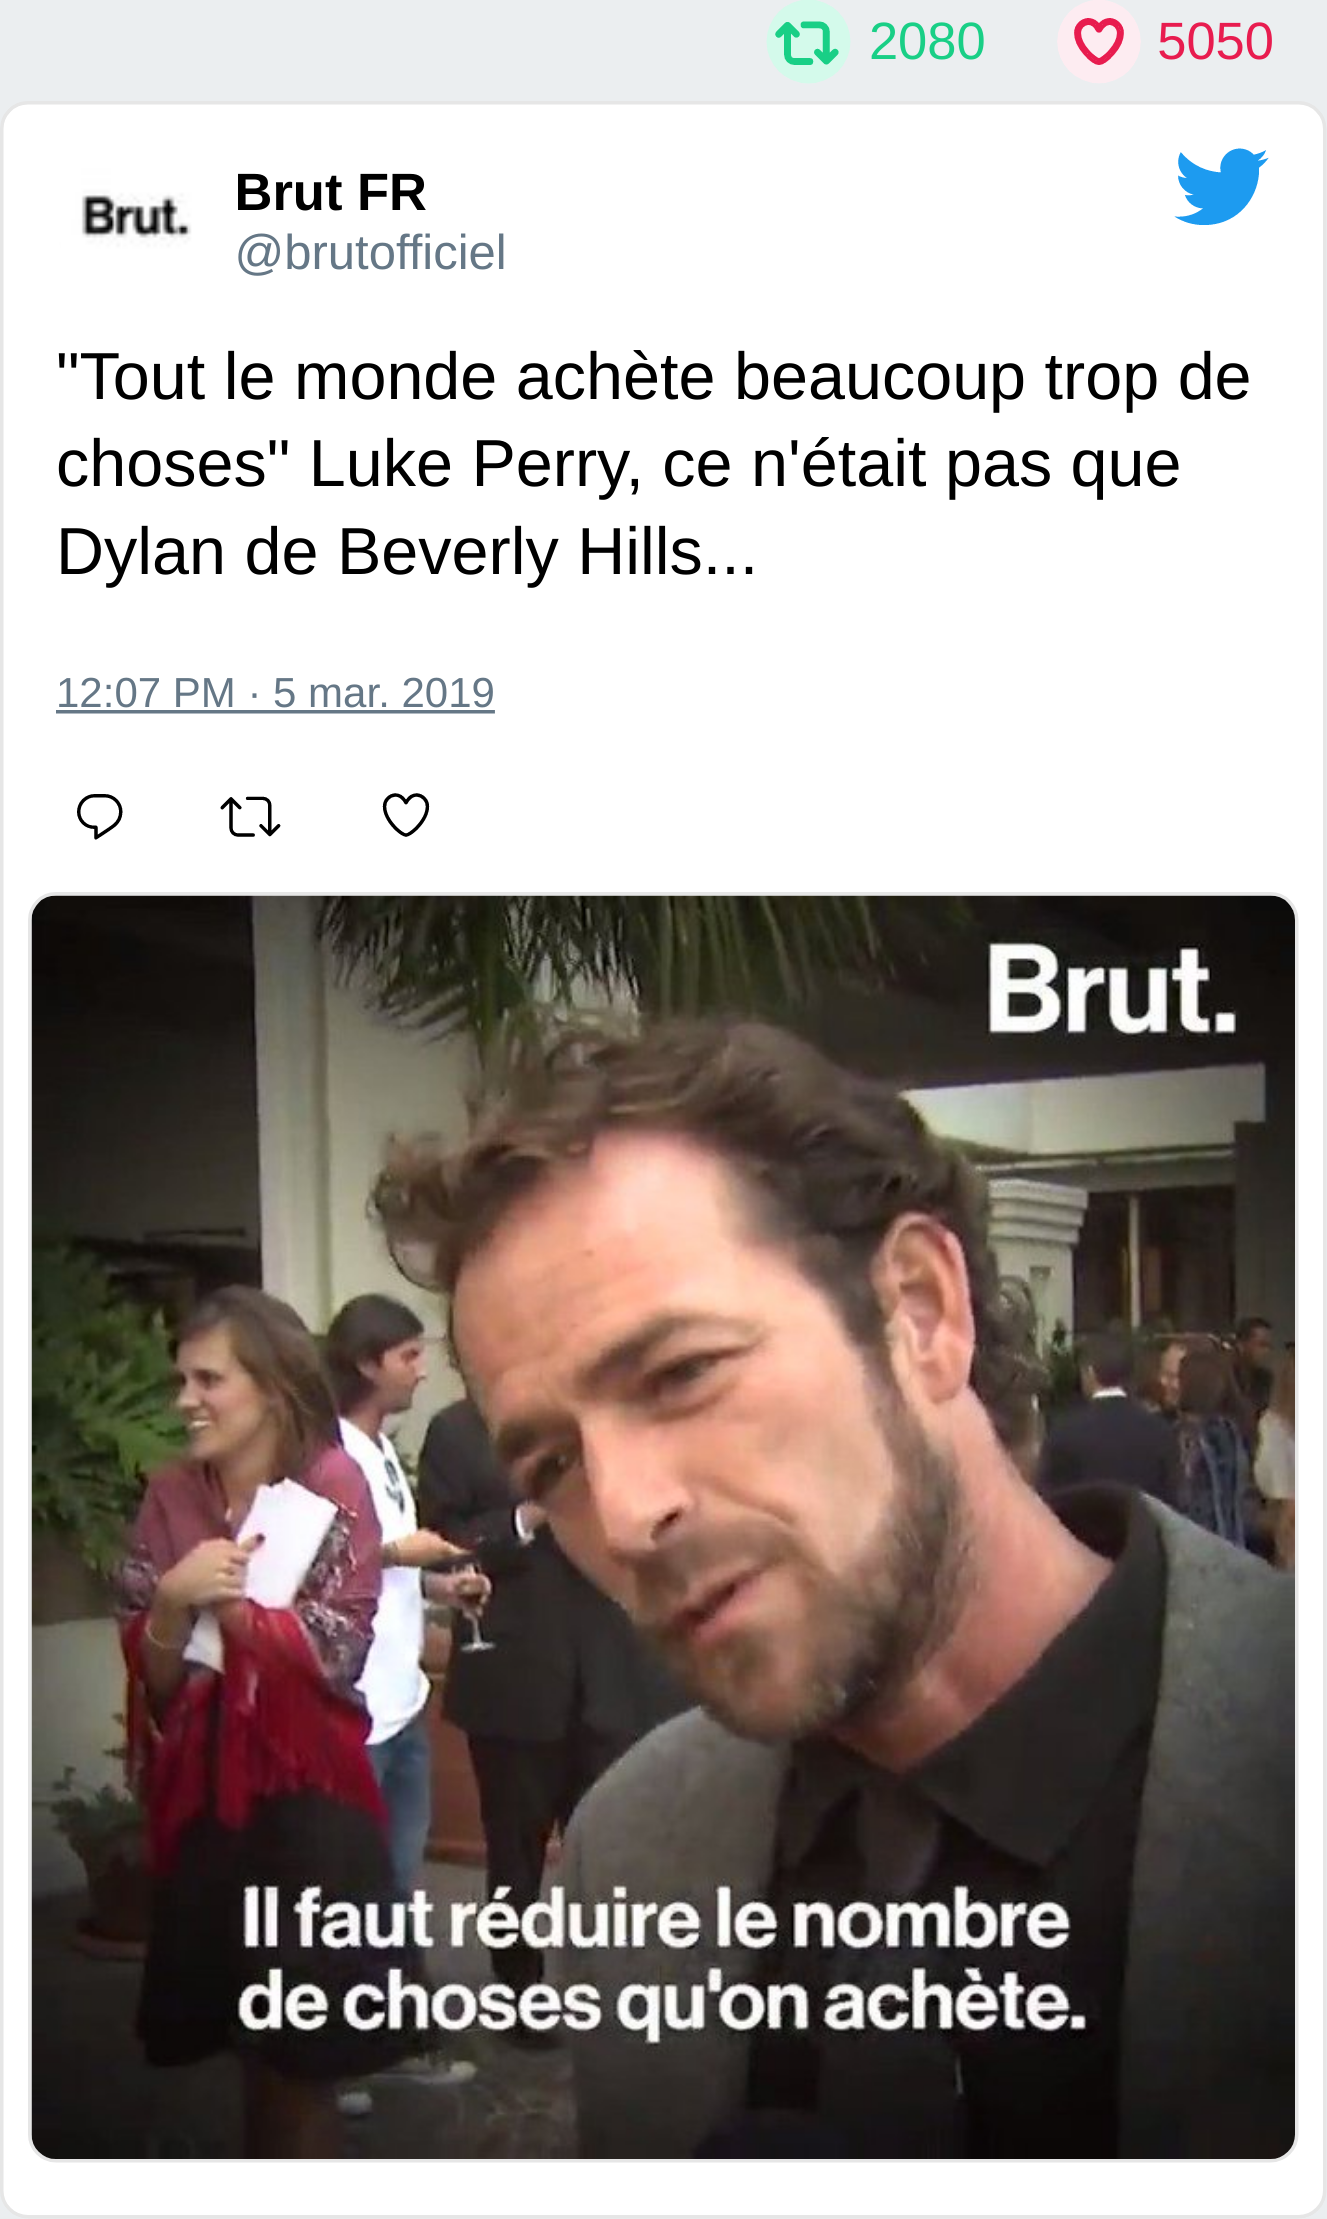 2080 5050
Brut.
Brut FR
@brutofficiel
"Tout le monde achète beaucoup trop de
choses" Luke Perry, ce n'était pas que
Dylan de Beverly Hills...
12:07 PM · 5 mar. 2019
Brut.
Il faut réduire le nombre
de choses qu'on achète.